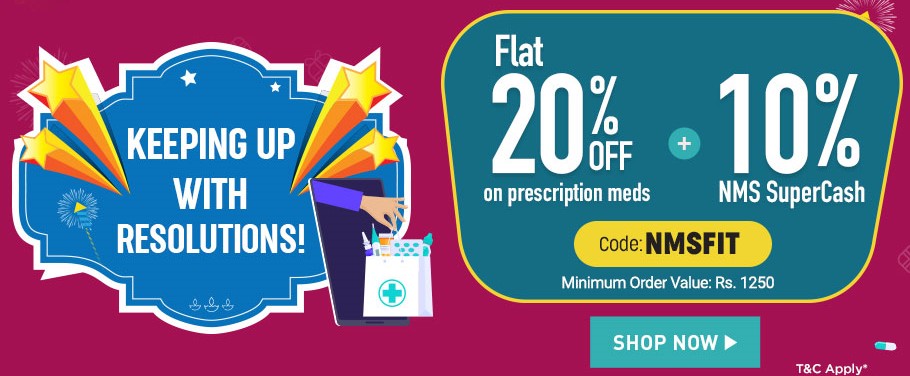 KEEPING UP
WITH
RESOLUTIONS!
Flat
20% OFF
on prescription meds
+
10%
NMS SuperCash
Code: NMSFIT
Minimum Order Value: Rs. 1250
SHOP NOW ▶
T&C Apply*